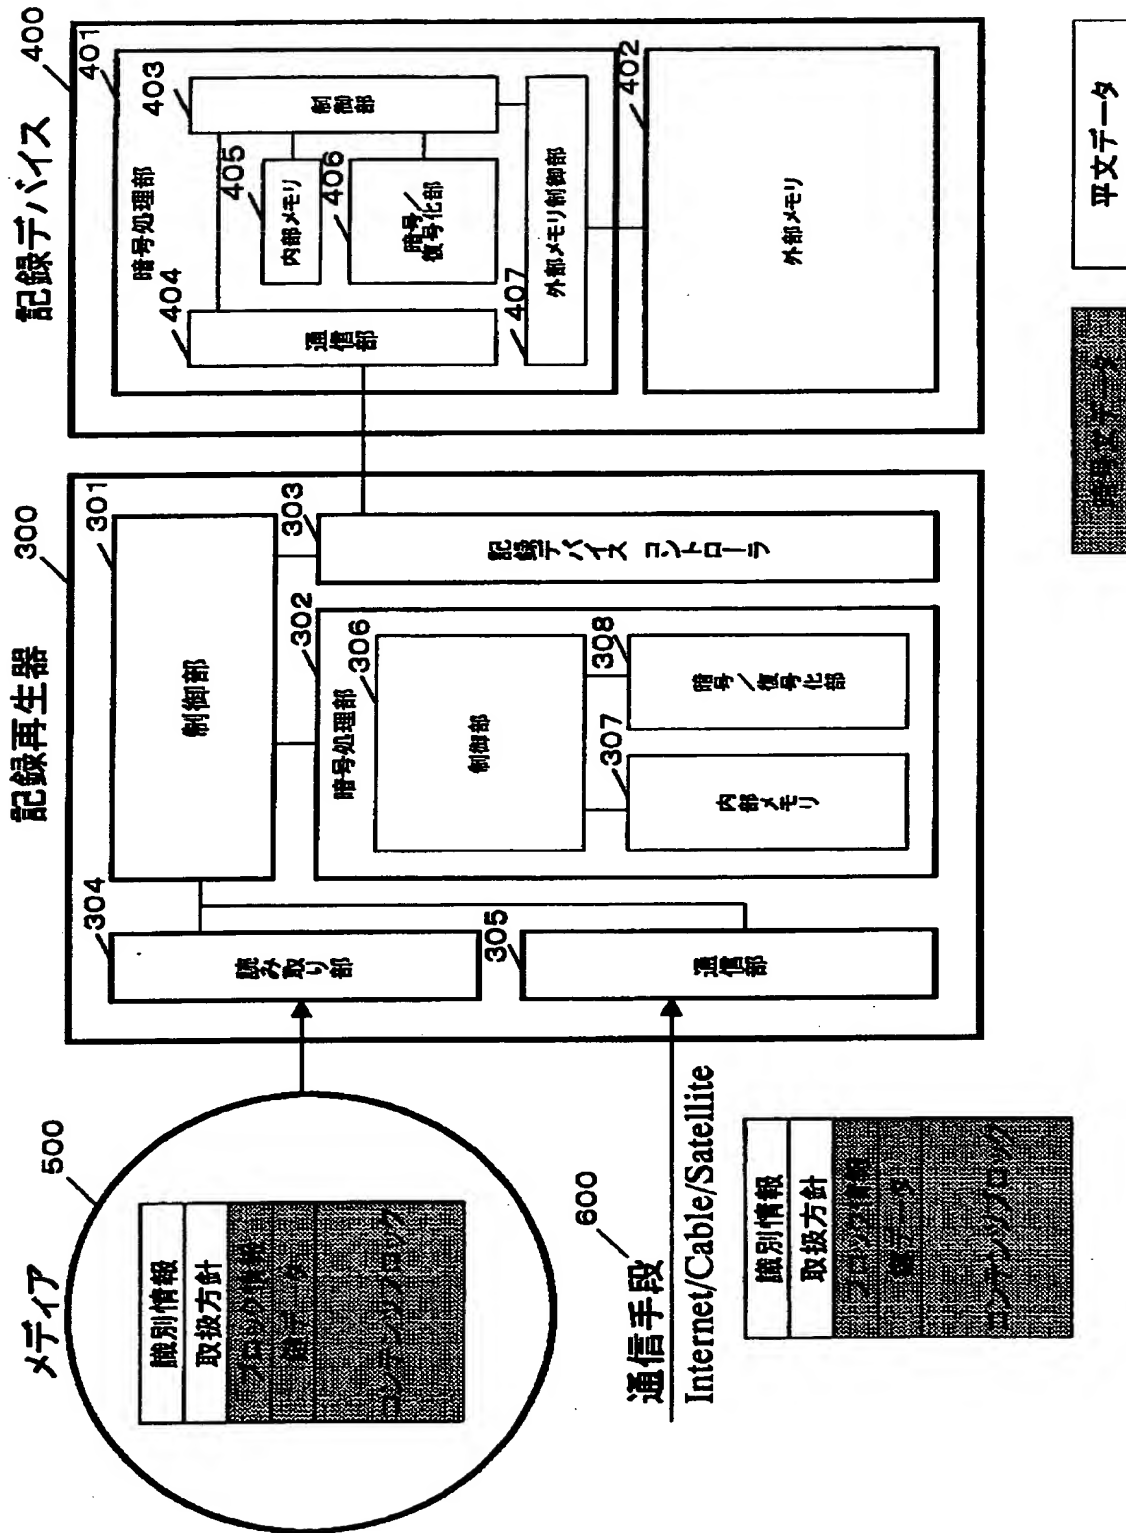 メディア
500
識別情報
取扱方針
ブロック情報
鍵データ
コンテンツブロック
通信手段
600
Internet/Cable/Satellite
識別情報
取扱方針
ブロック情報
鍵データ
コンテンツブロック
記録再生器
300
301
制御部
304
読み取り部
305
通信部
302
暗号処理部
306
制御部
307
内部メモリ
308
暗号/復号化部
303
記録デバイス コントローラ
記録デバイス
400
401
暗号処理部
403
制御部
404
通信部
405
内部メモリ
406
暗号/
復号化部
407
外部メモリ制御部
402
外部メモリ
暗号文データ
平文データ